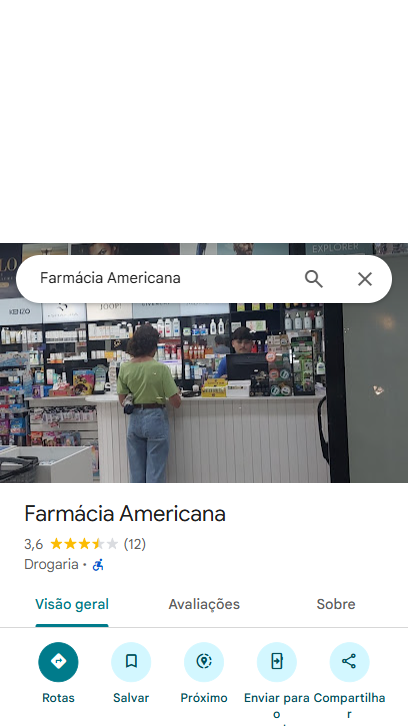 EXPLORER
Farmácia Americana
KENZO
JOOP!
Farmácia Americana
3,6 (12)
Drogaria ·
Visão geral Avaliações Sobre
Rotas Salvar Próximo Enviar para o Compartilhar